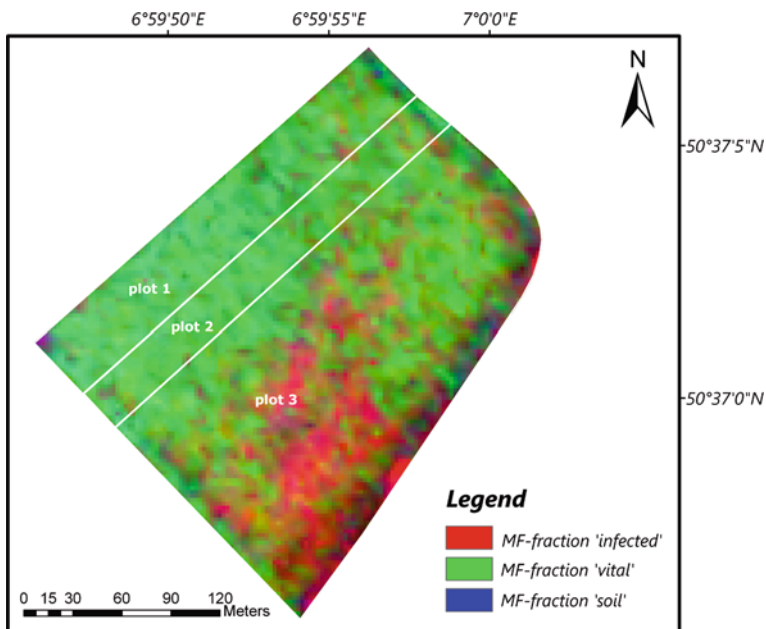 6°59'50"E 6°59'55"E 7°0'0"E
N
50°37'5"N
plot 1
plot 2
plot 3
50°37'0"N
Legend
MF-fraction 'infected'
MF-fraction 'vital'
MF-fraction 'soil'
0 15 30 60 90 120
Meters